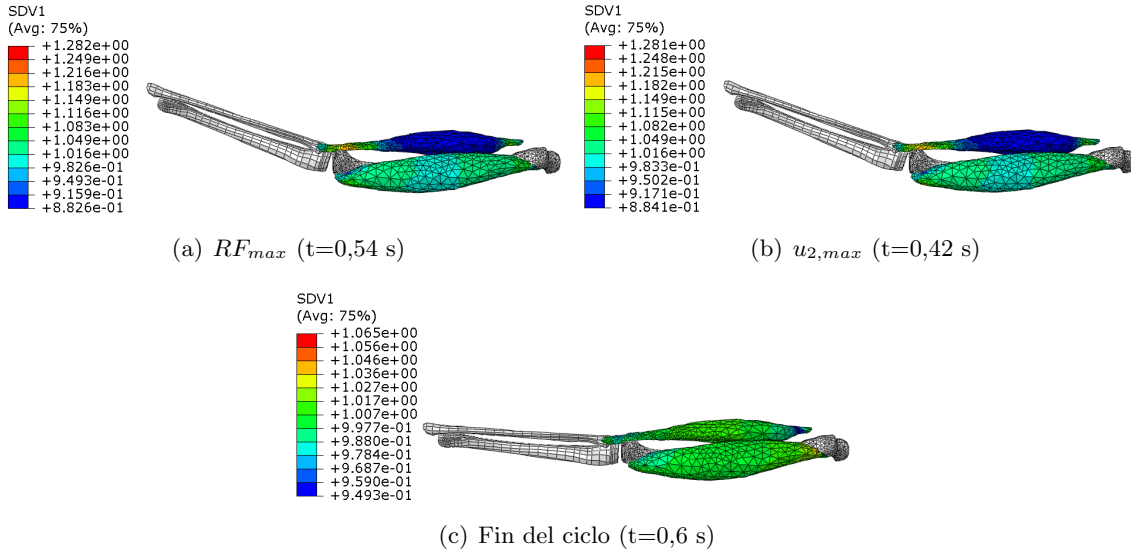 SDV1
(Avg: 75%)
+1.282e+00
+1.249e+00
+1.216e+00
+1.183e+00
+1.149e+00
+1.116e+00
+1.083e+00
+1.049e+00
+1.016e+00
+9.826e-01
+9.493e-01
+9.159e-01
+8.826e-01
(a) RFmax (t=0,54 s)
SDV1
(Avg: 75%)
+1.281e+00
+1.248e+00
+1.215e+00
+1.182e+00
+1.149e+00
+1.115e+00
+1.082e+00
+1.049e+00
+1.016e+00
+9.833e-01
+9.502e-01
+9.171e-01
+8.841e-01
(b) u2,max (t=0,42 s)
SDV1
(Avg: 75%)
+1.065e+00
+1.056e+00
+1.046e+00
+1.036e+00
+1.027e+00
+1.017e+00
+1.007e+00
+9.977e-01
+9.880e-01
+9.784e-01
+9.687e-01
+9.590e-01
+9.493e-01
(c) Fin del ciclo (t=0,6 s)